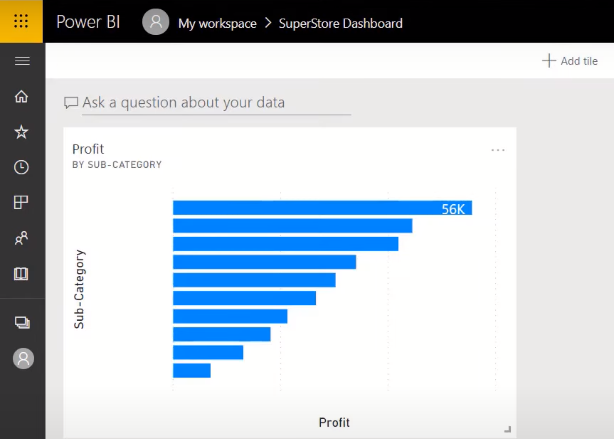 Power BI My workspace > SuperStore Dashboard
Add tile
Ask a question about your data
Profit
BY SUB-CATEGORY
56K
Sub-Category
Profit